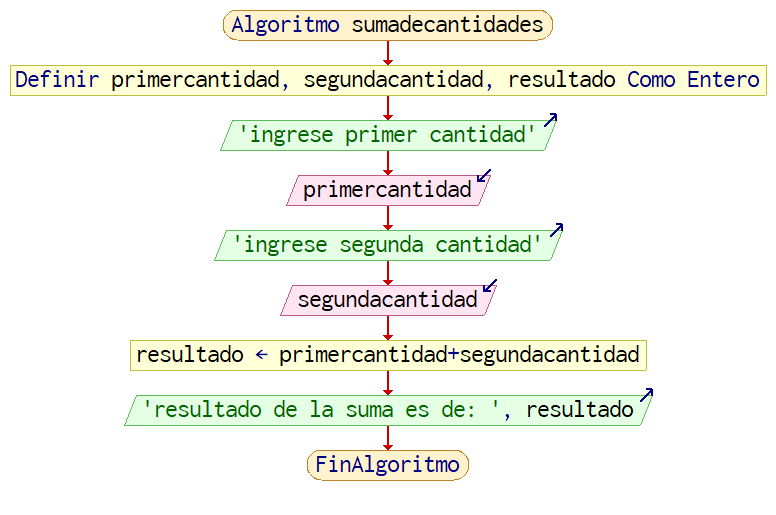 Algoritmo sumadecantidades
Definir primercantidad, segundacantidad, resultado Como Entero
'ingrese primer cantidad'
primercantidad
'ingrese segunda cantidad'
segundacantidad
resultado ← primercantidad+segundacantidad
'resultado de la suma es de: ', resultado
FinAlgoritmo